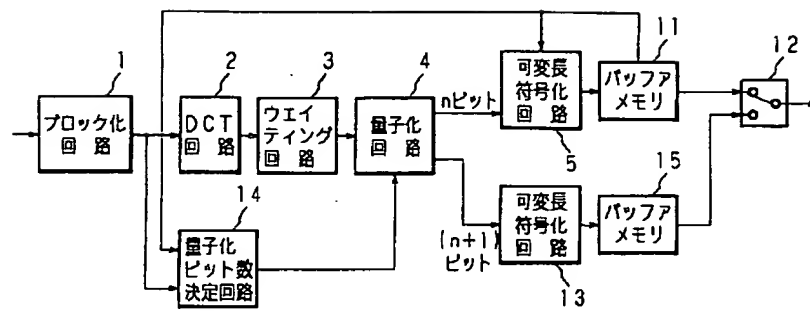 1
ブロック化
回路
2
DCT
回路
3
ウエイ
ティング
回路
4
量子化
回路
nビット
(n+1)
ビット
可変長
符号化
回路
5
11
バッファ
メモリ
12
可変長
符号化
回路
13
15
バッファ
メモリ
14
量子化
ビット数
決定回路